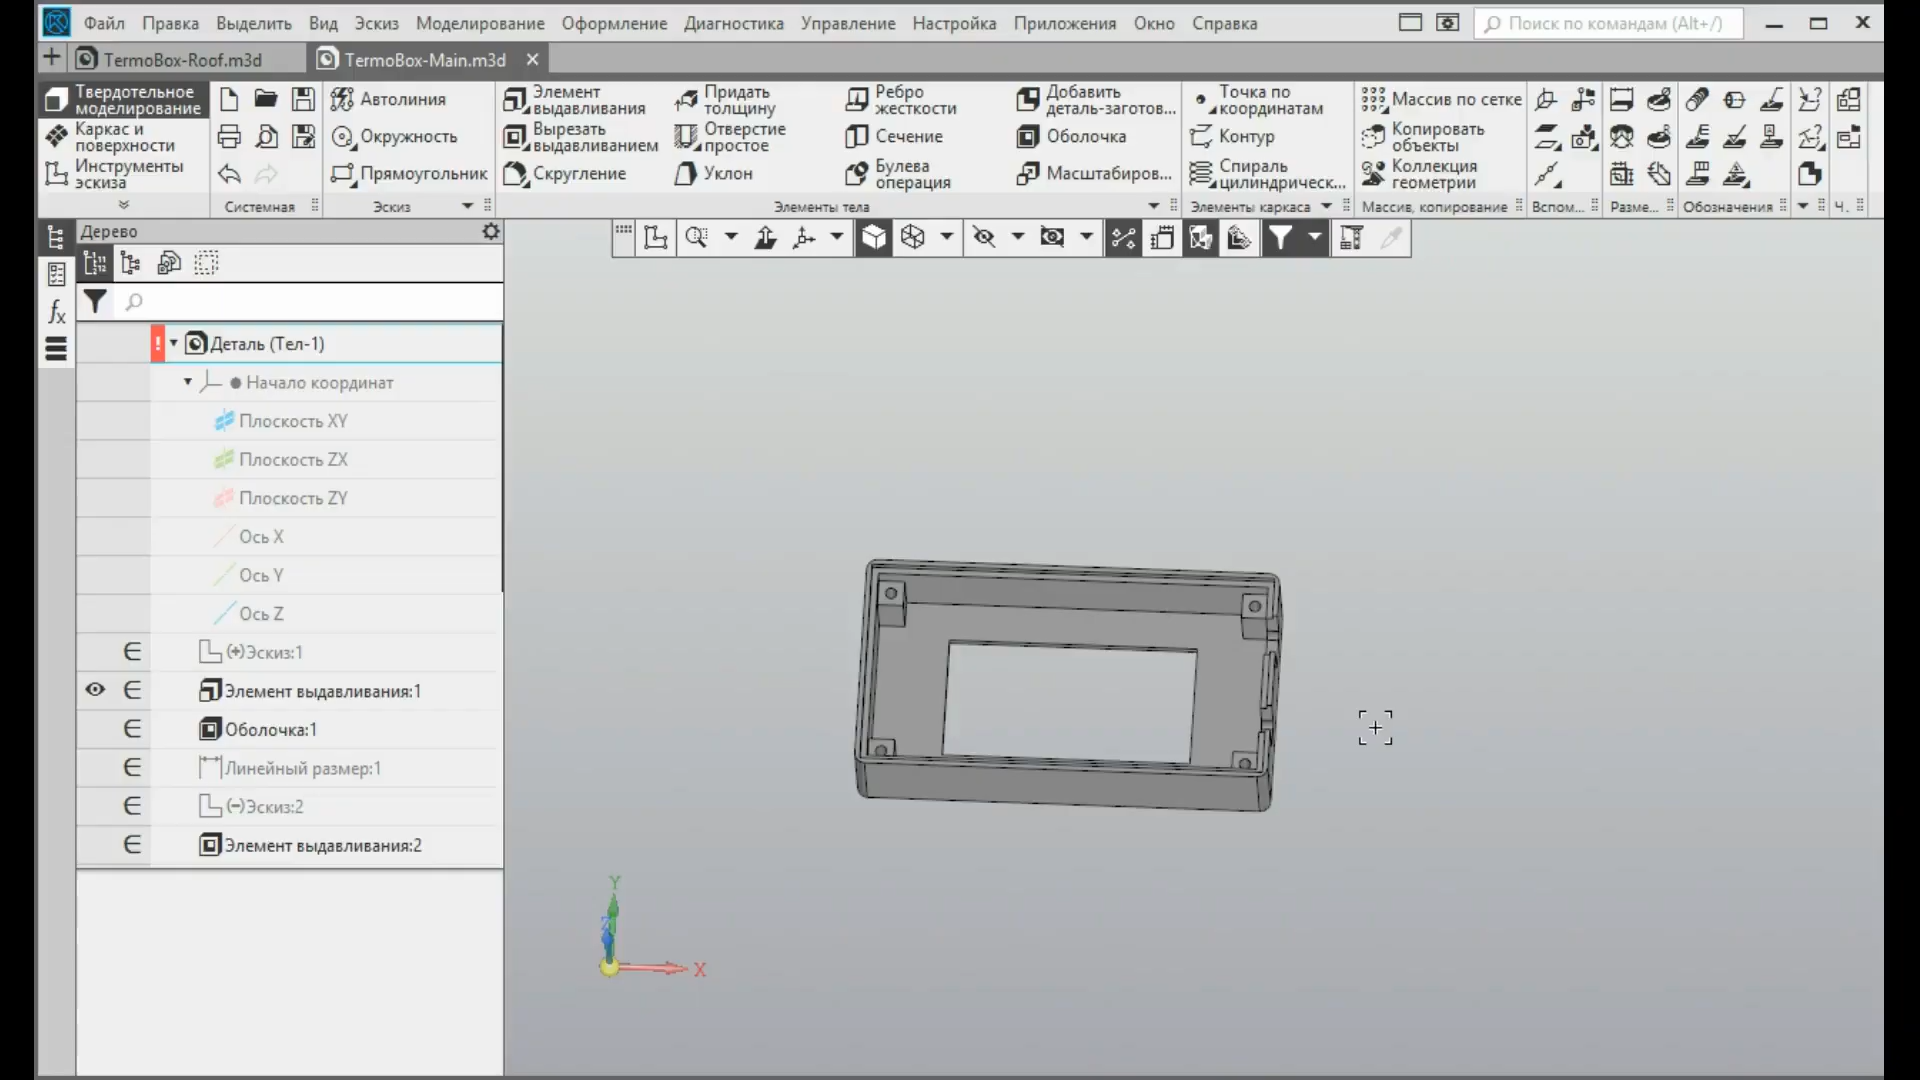 Файл Правка Выделить Вид Эскиз Моделирование Оформление Диагностика Управление Настройка Приложения Окно Справка Поиск по командам (Alt+/)
TermoBox-Roof.m3d TermoBox-Main.m3d
Твердотельное моделирование
Каркас и поверхности
Инструменты эскиза
Системная
Автолиния
Окружность
Прямоугольник
Эскиз
Элемент выдавливания
Вырезать выдавливанием
Скругление
Придать толщину
Отверстие простое
Уклон
Ребро жесткости
Сечение
Булева операция
Добавить деталь-заготов...
Оболочка
Масштабиров...
Элементы тела
Точка по координатам
Контур
Спираль цилиндрическ...
Элементы каркаса
Массив по сетке
Копировать объекты
Коллекция геометрии
Массив, копирование
Вспом...
Разме...
Обозначения
Ч..
Дерево
Деталь (Тел-1)
Начало координат
Плоскость XY
Плоскость ZX
Плоскость ZY
Ось X
Ось Y
Ось Z
(+)Эскиз:1
Элемент выдавливания:1
Оболочка:1
Линейный размер:1
(−)Эскиз:2
Элемент выдавливания:2
Y
Z
X